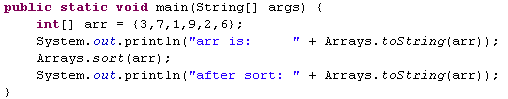 public static void main(String[] args) {
    int[] arr = {3,7,1,9,2,6};
    System.out.println("arr is:     " + Arrays.toString(arr));
    Arrays.sort(arr);
    System.out.println("after sort: " + Arrays.toString(arr));
}